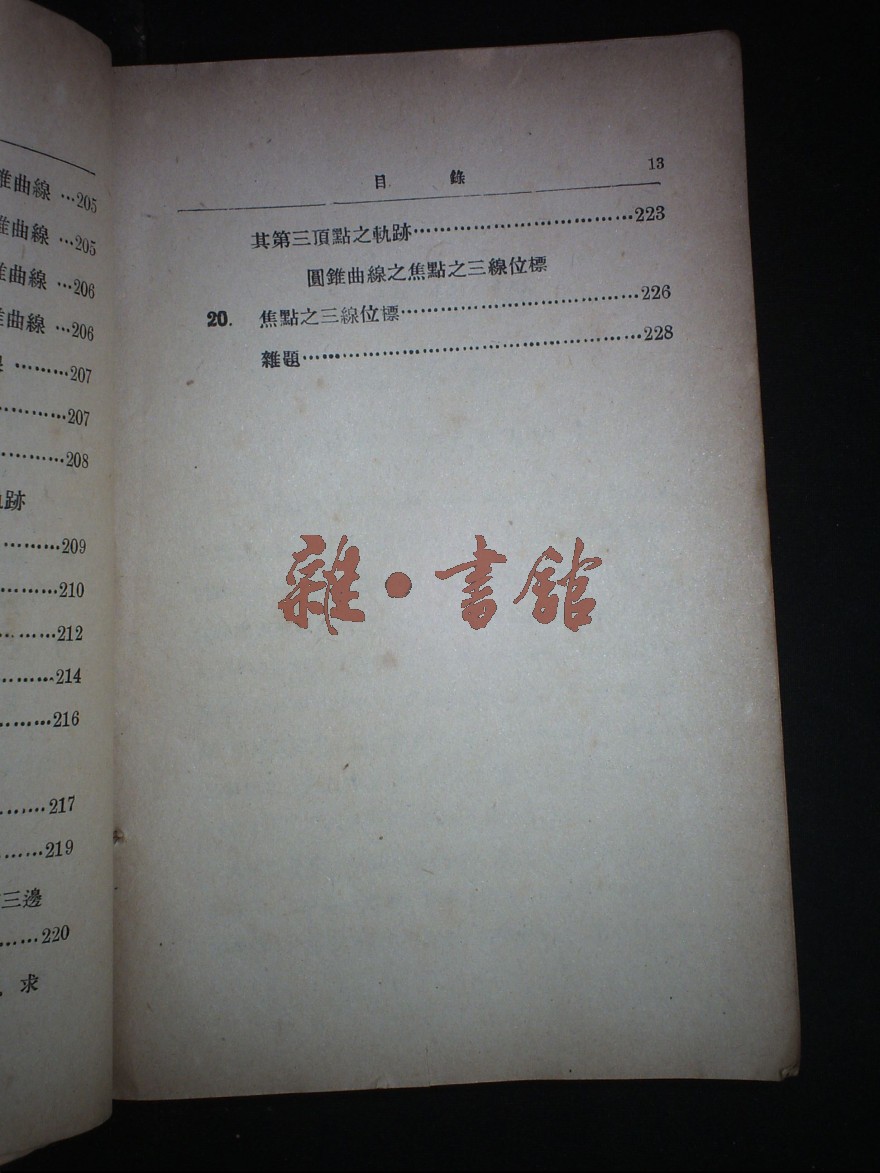 錐曲線 …205
錐曲線 …205
錐曲線 …206
錐曲線 …206
………207
…………207
…………208
軌跡
…………209
…………210
…………212
…………214
…………216
…………217
…………219
三邊
…………220
求
目 錄 13
其第三頂點之軌跡……………………………223
圓錐曲線之焦點之三線位標
20. 焦點之三線位標………………………………226
雜題……………………………………………228
雜·書館